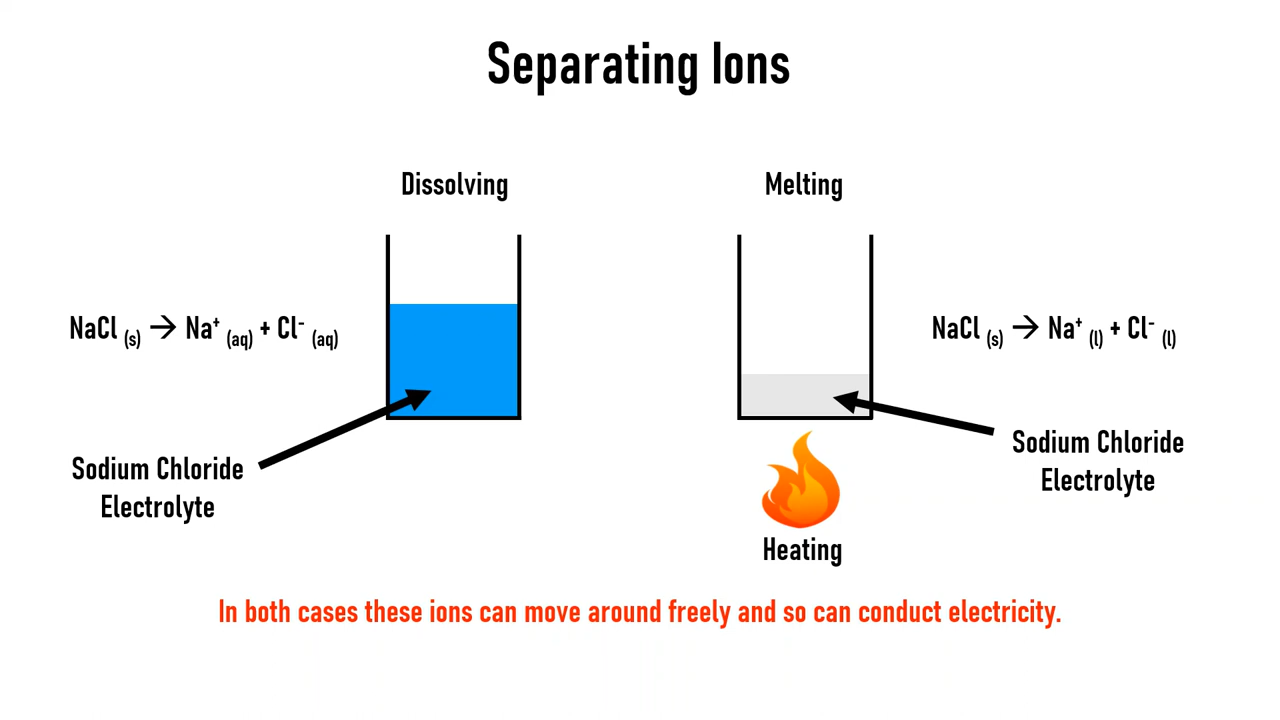 Separating Ions
Dissolving
Melting
NaCl (s) → Na⁺ (aq) + Cl⁻ (aq)
NaCl (s) → Na⁺ (l) + Cl⁻ (l)
Sodium Chloride
Electrolyte
Sodium Chloride
Electrolyte
Heating
In both cases these ions can move around freely and so can conduct electricity.